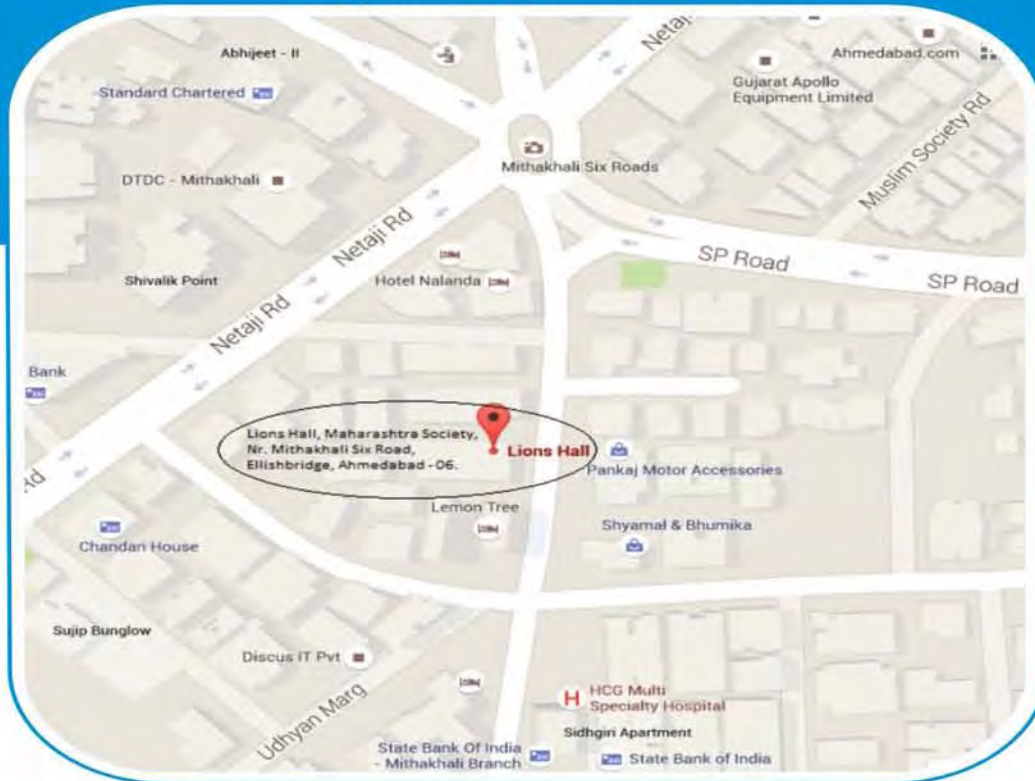 Abhijeet - II
Netaj
Ahmedabad.com
Standard Chartered
Gujarat Apollo
Equipment Limited
Mithakhali Six Roads
Muslim Society Rd
DTDC - Mithakhali
Netaji Rd
SP Road
SP Road
Shivalik Point
Hotel Nalanda
Netaji Rd
Bank
Lions Hall, Maharashtra Society,
Nr. Mithakhali Six Road,
Ellishbridge, Ahmedabad - 06.
Lions Hall
Pankaj Motor Accessories
Rd
Lemon Tree
Shyamal & Bhumika
Chandan House
Sujip Bunglow
Discus IT Pvt
Udhyan Marg
H
HCG Multi
Specialty Hospital
Sidhgiri Apartment
State Bank Of India
- Mithakhali Branch
State Bank of India